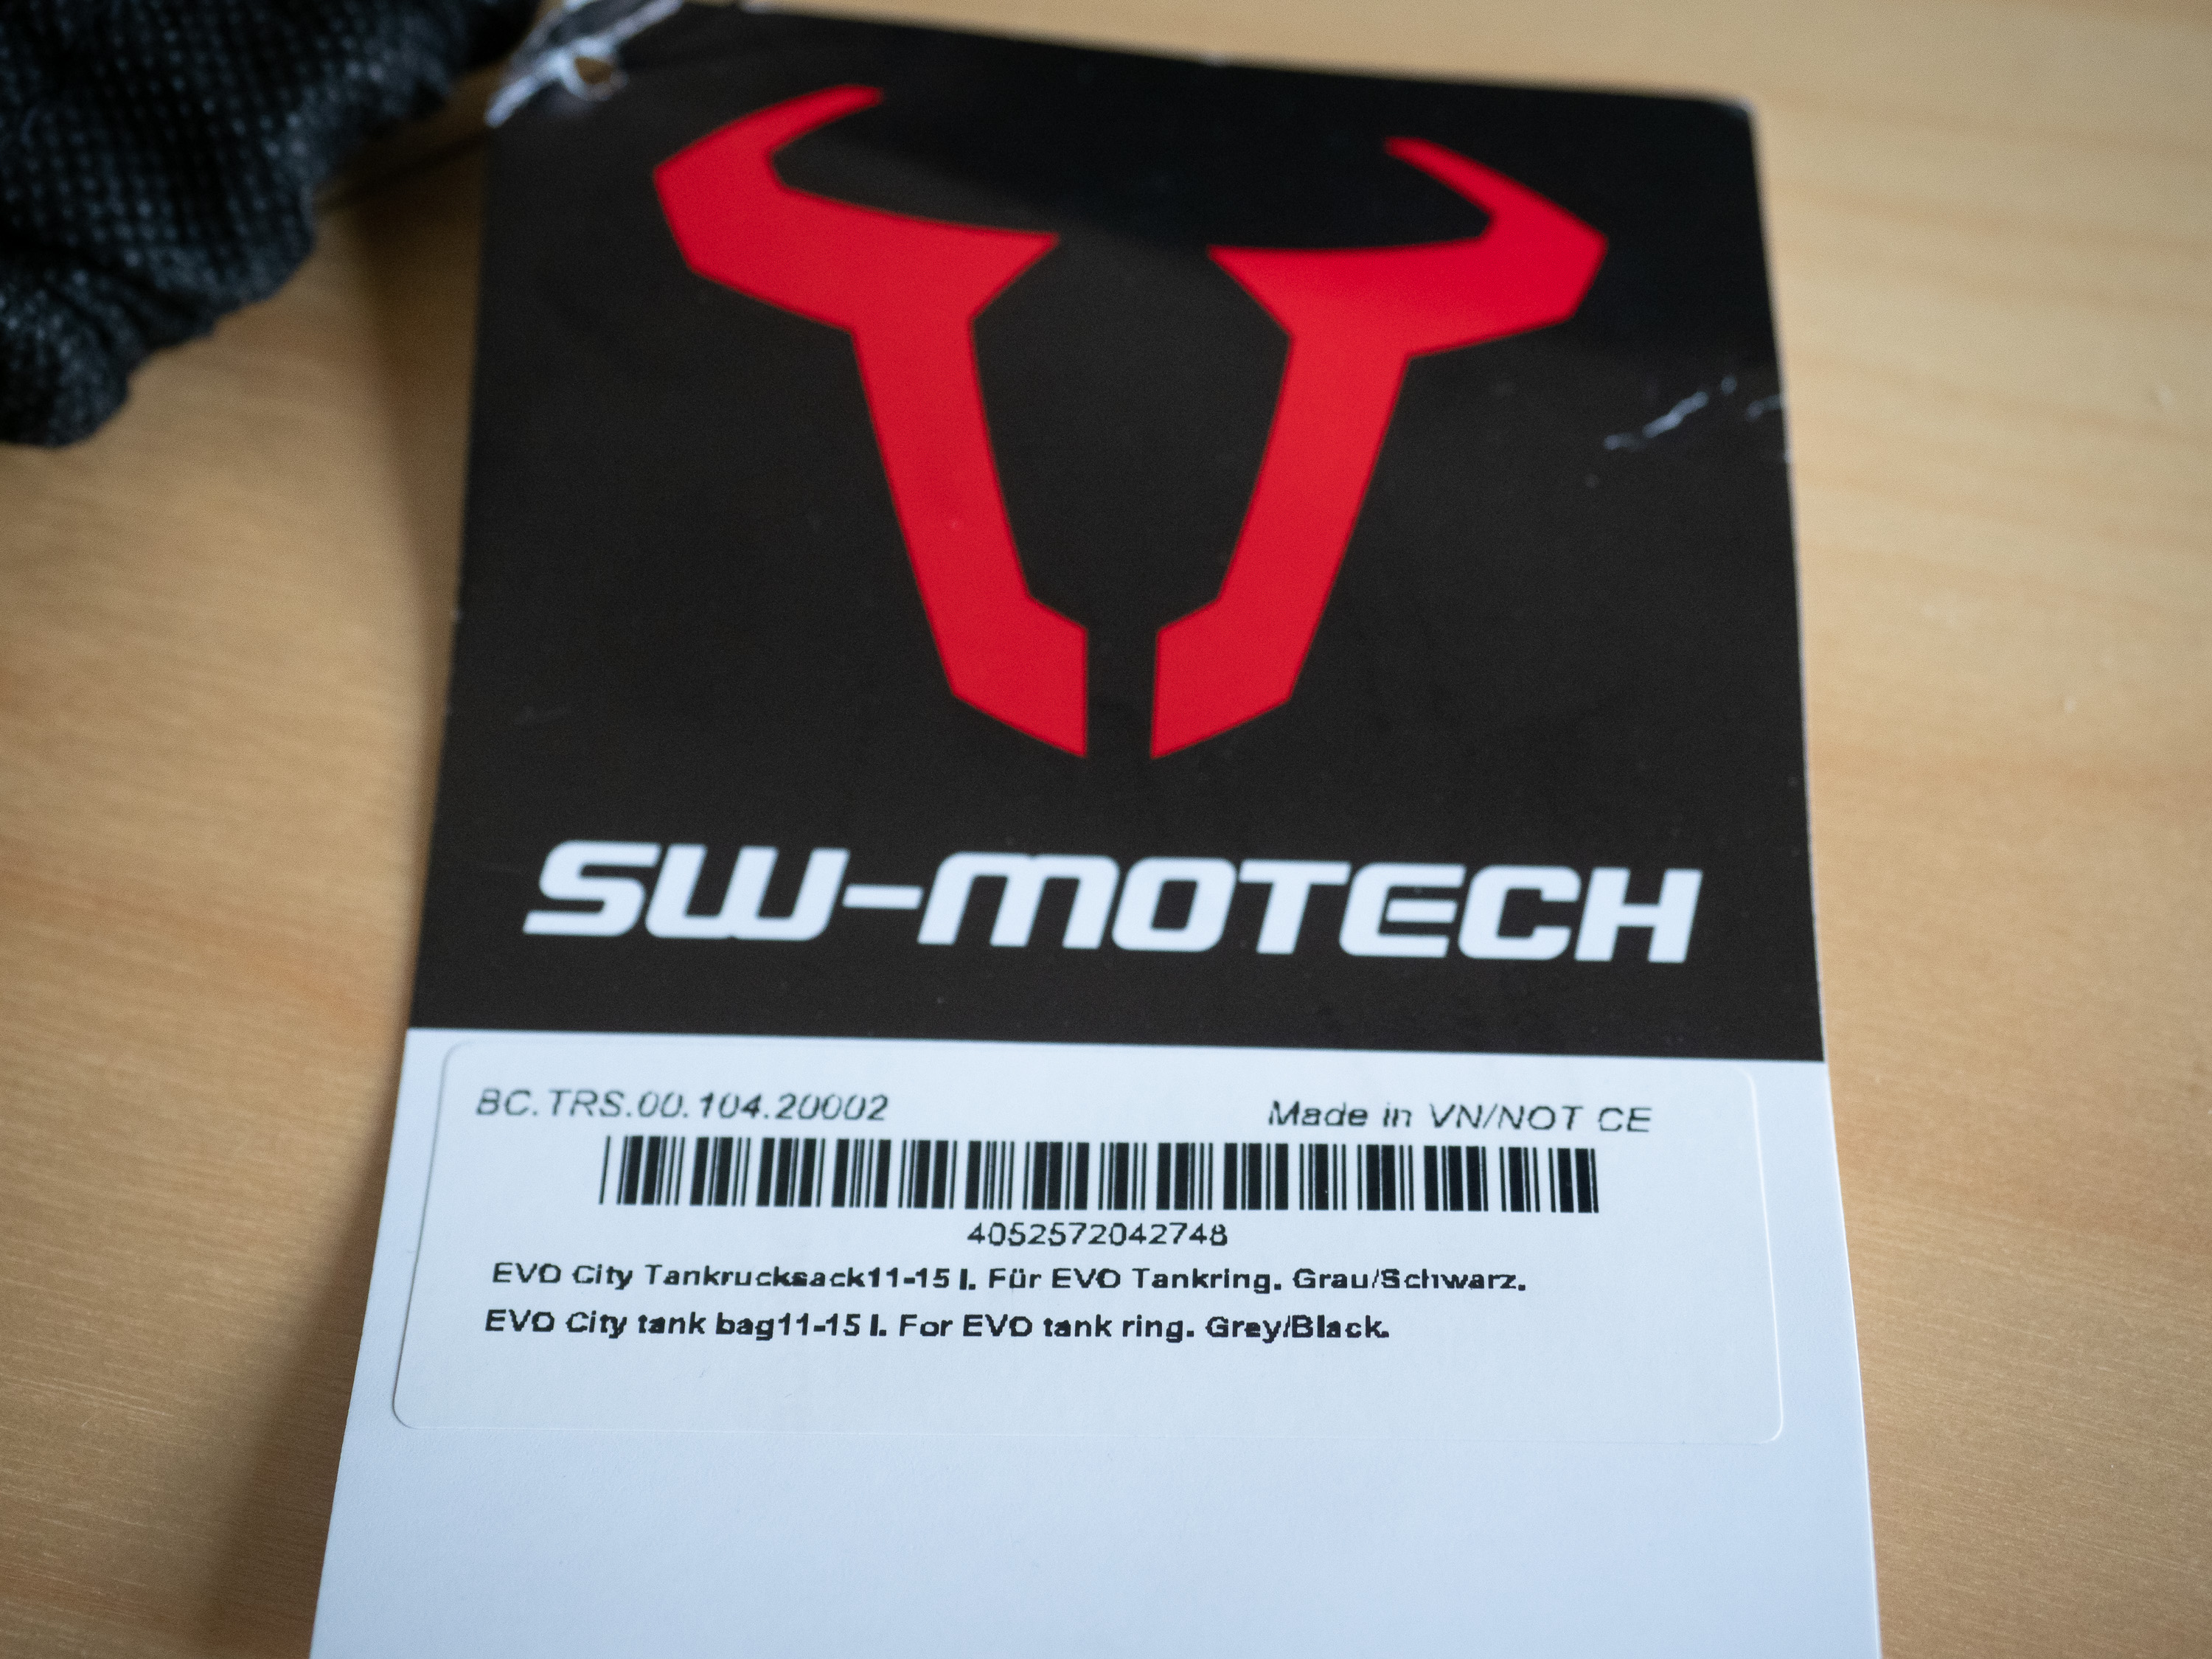 SW-MOTECH
BC.TRS.00.104.20002 Made in VN/NOT CE
4052572042748
EVO City Tankrucksack11-15 l. Für EVO Tankring. Grau/Schwarz.
EVO City tank bag11-15 l. For EVO tank ring. Grey/Black.